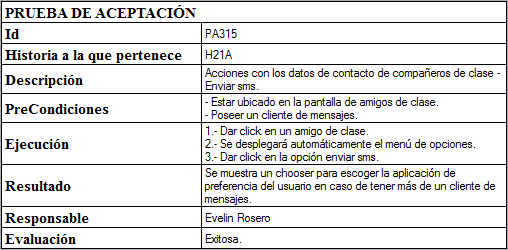 PRUEBA DE ACEPTACIÓN
Id PA315
Historia a la que pertenece H21A
Descripción Acciones con los datos de contacto de compañeros de clase -
Enviar sms.
PreCondiciones - Estar ubicado en la pantalla de amigos de clase.
- Poseer un cliente de mensajes.
Ejecución 1.- Dar click en un amigo de clase.
2.- Se desplegará automáticamente el menú de opciones.
3.- Dar click en la opción enviar sms.
Resultado Se muestra un chooser para escoger la aplicación de
preferencia del usuario en caso de tener más de un cliente de
mensajes.
Responsable Evelin Rosero
Evaluación Exitosa.